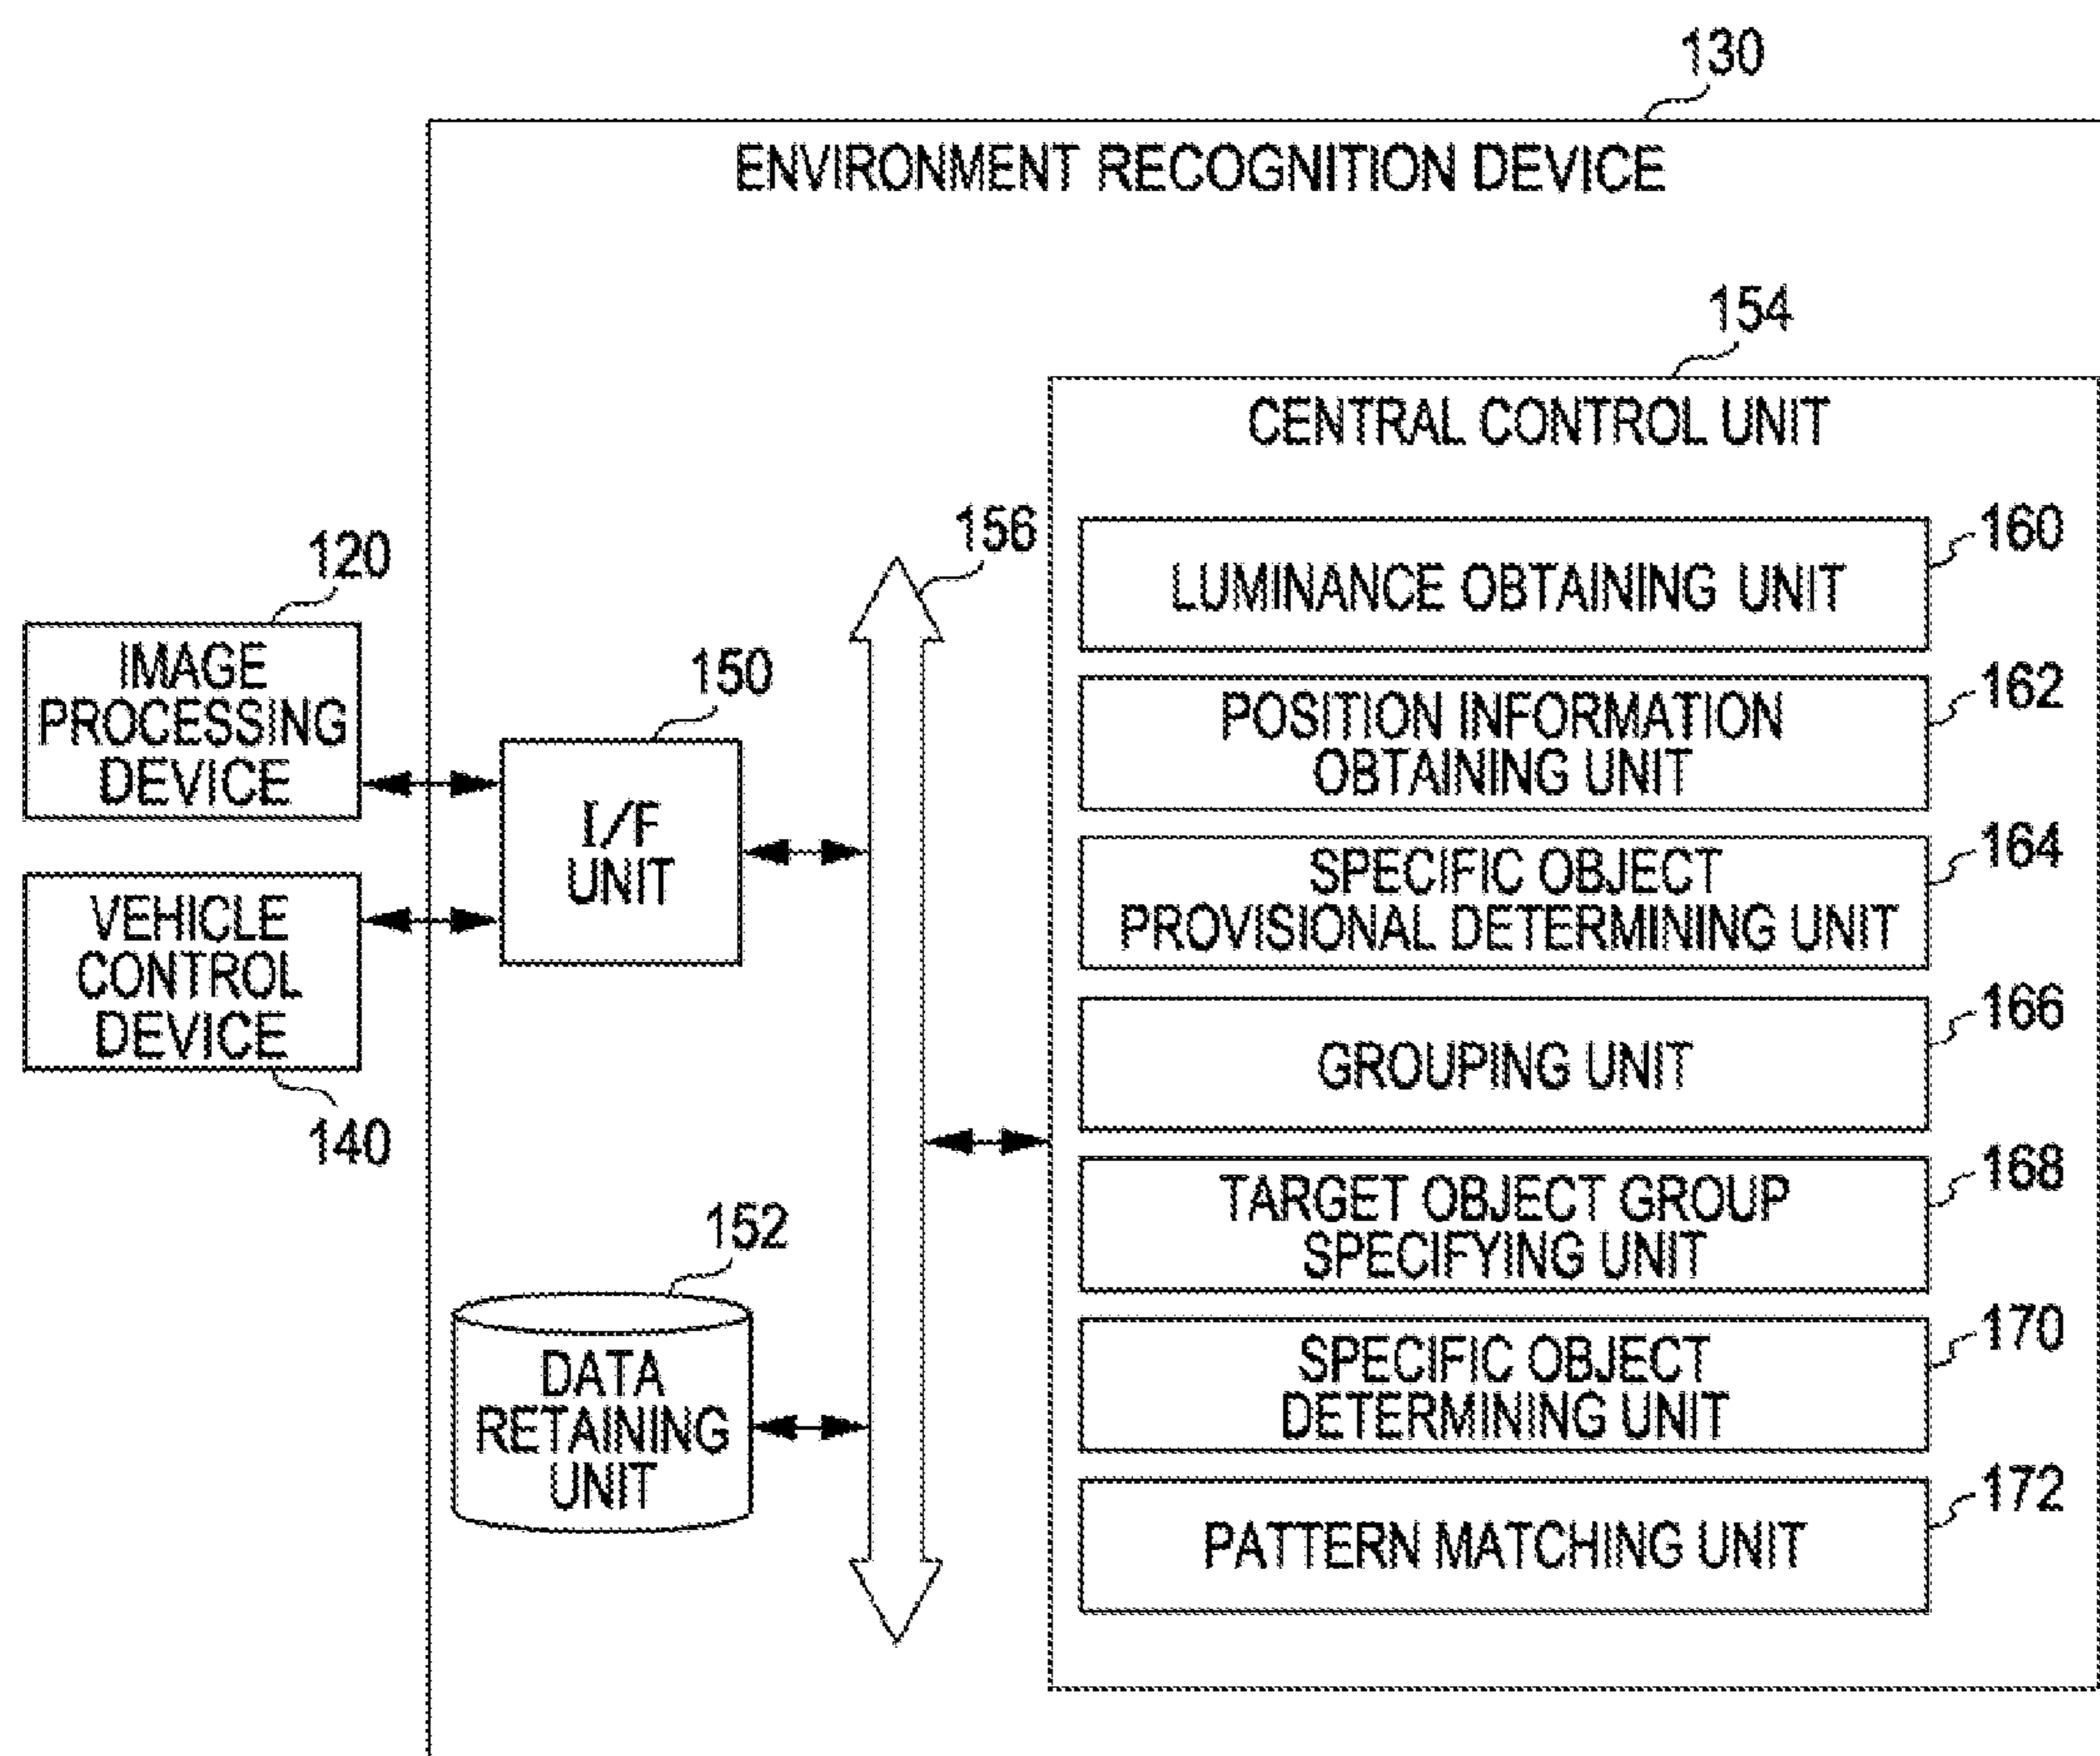 130
ENVIRONMENT RECOGNITION DEVICE
154
CENTRAL CONTROL UNIT
156
160
LUMINANCE OBTAINING UNIT
120
IMAGE
PROCESSING
DEVICE
150
I/F
UNIT
162
POSITION INFORMATION
OBTAINING UNIT
164
SPECIFIC OBJECT
PROVISIONAL DETERMINING UNIT
VEHICLE
CONTROL
DEVICE
140
166
GROUPING UNIT
168
TARGET OBJECT GROUP
SPECIFYING UNIT
152
DATA
RETAINING
UNIT
170
SPECIFIC OBJECT
DETERMINING UNIT
172
PATTERN MATCHING UNIT